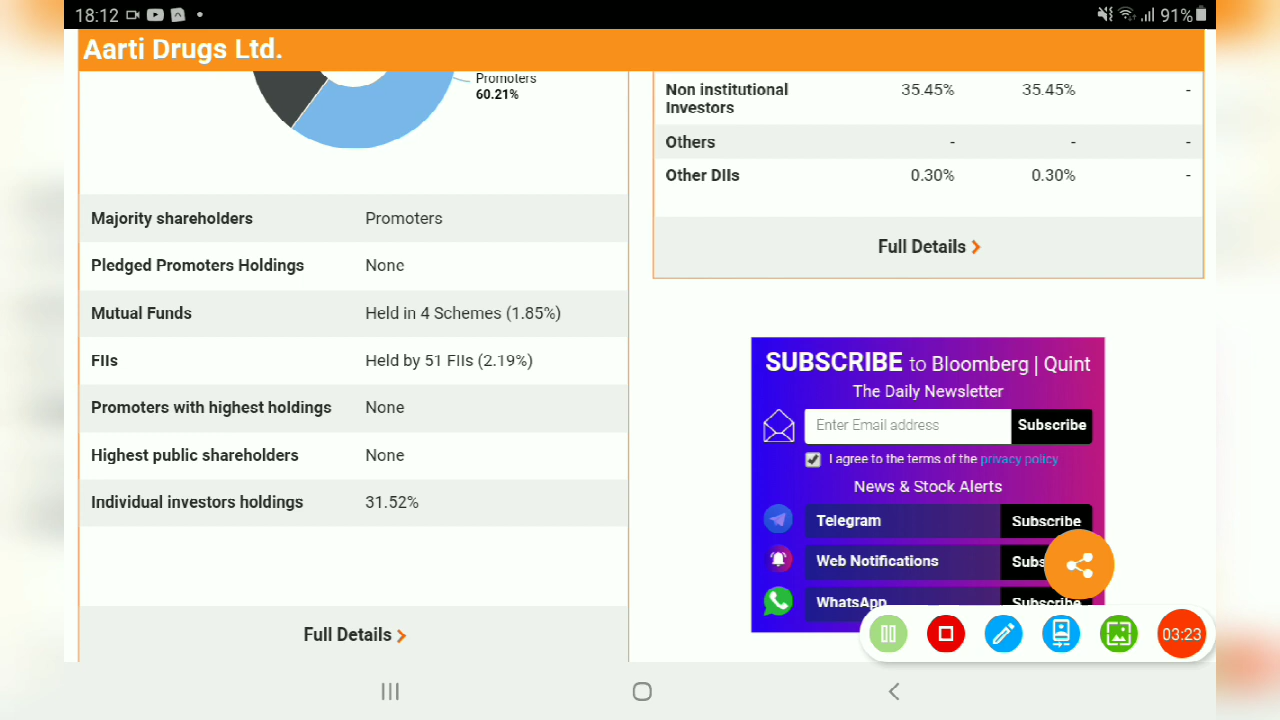 18:12
91%
Aarti Drugs Ltd.
Promoters
60.21%
Majority shareholders Promoters
Pledged Promoters Holdings None
Mutual Funds Held in 4 Schemes (1.85%)
FIIs Held by 51 FIIs (2.19%)
Promoters with highest holdings None
Highest public shareholders None
Individual investors holdings 31.52%
Full Details
Non institutional 35.45% 35.45% -
Investors
Others - - -
Other DIIs 0.30% 0.30% -
Full Details
SUBSCRIBE to Bloomberg | Quint
The Daily Newsletter
Enter Email address Subscribe
I agree to the terms of the privacy policy
News & Stock Alerts
Telegram Subscribe
Web Notifications Subs
WhatsApp Subscribe
03:23